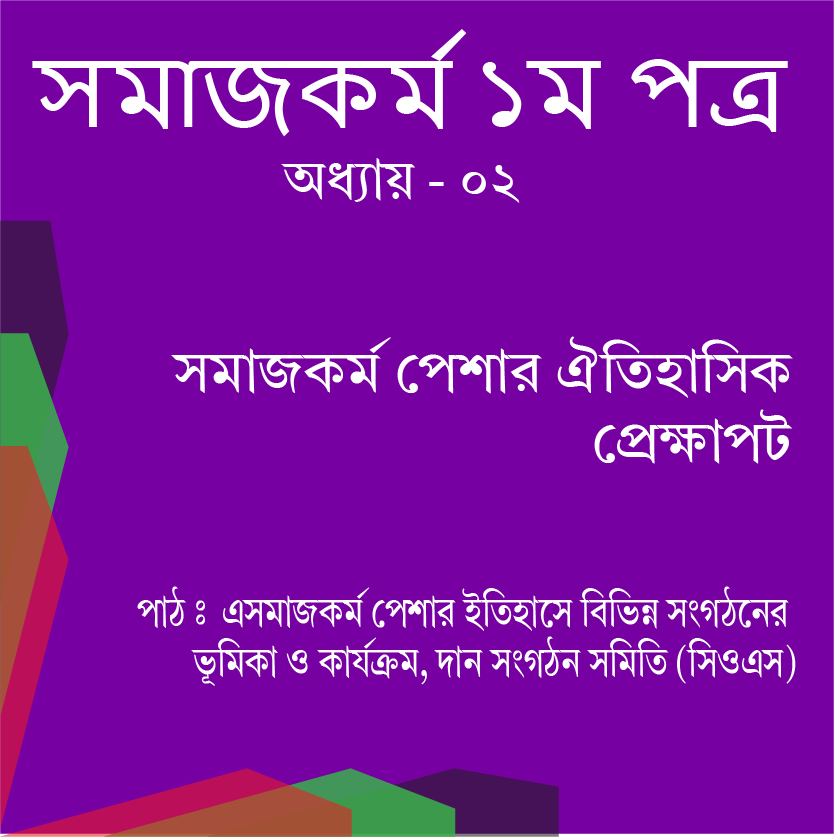 সমাজকর্ম ১ম পত্র
অধ্যায় - ০২
সমাজকর্ম পেশার ঐতিহাসিক
প্রেক্ষাপট
পাঠ ঃ এসমাজকর্ম পেশার ইতিহাসে বিভিন্ন সংগঠনের
ভূমিকা ও কার্যক্রম, দান সংগঠন সমিতি (সিওএস)